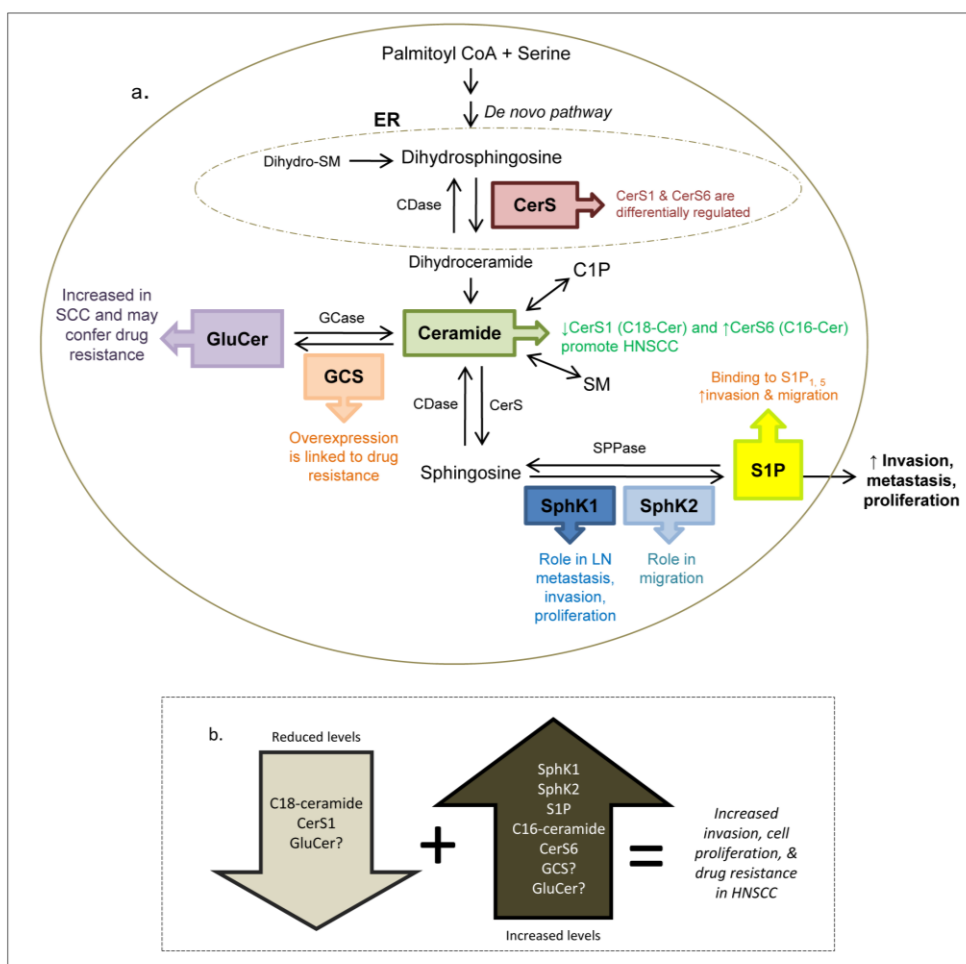 a.
Palmitoyl CoA + Serine
De novo pathway
ER
Dihydro-SM
Dihydrosphingosine
CDase
CerS
CerS1 & CerS6 are
differentially regulated
Dihydroceramide
C1P
Increased in
SCC and may
confer drug
resistance
GluCer
GCase
Ceramide
↓CerS1 (C18-Cer) and ↑CerS6 (C16-Cer)
promote HNSCC
GCS
SM
Overexpression
is linked to drug
resistance
CDase
CerS
Binding to S1P1, 5
↑invasion & migration
Sphingosine
SPPase
S1P
↑ Invasion,
metastasis,
proliferation
SphK1
SphK2
Role in LN
metastasis,
invasion,
proliferation
Role in
migration
b.
Reduced levels
C18-ceramide
CerS1
GluCer?
+
SphK1
SphK2
S1P
C16-ceramide
CerS6
GCS?
GluCer?
Increased levels
=
Increased
invasion, cell
proliferation, &
drug resistance
in HNSCC